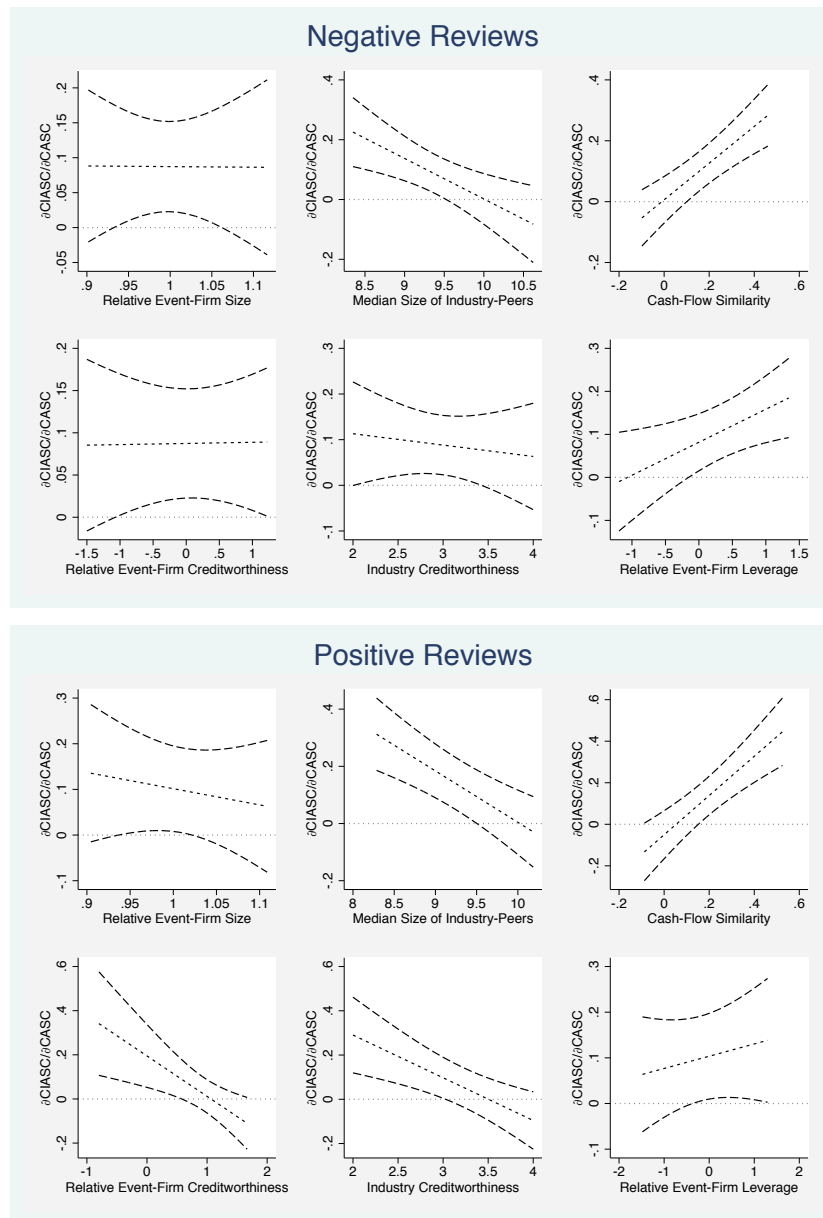 Negative Reviews
∂CIASC/∂CASC
-.05 0 .05 .1 .15 .2
.9 .95 1 1.05 1.1
Relative Event-Firm Size
∂CIASC/∂CASC
-.2 0 .2 .4
8.5 9 9.5 10 10.5
Median Size of Industry-Peers
∂CIASC/∂CASC
-.2 0 .2 .4
-.2 0 .2 .4 .6
Cash-Flow Similarity
∂CIASC/∂CASC
0 .05 .1 .15 .2
-1.5 -1 -.5 0 .5 1
Relative Event-Firm Creditworthiness
∂CIASC/∂CASC
-.1 0 .1 .2 .3
2 2.5 3 3.5 4
Industry Creditworthiness
∂CIASC/∂CASC
-.1 0 .1 .2 .3
-1 -.5 0 .5 1 1.5
Relative Event-Firm Leverage
Positive Reviews
∂CIASC/∂CASC
-.1 0 .1 .2 .3
.9 .95 1 1.05 1.1
Relative Event-Firm Size
∂CIASC/∂CASC
-.2 0 .2 .4
8 8.5 9 9.5 10
Median Size of Industry-Peers
∂CIASC/∂CASC
-.2 0 .2 .4 .6
-.2 0 .2 .4 .6
Cash-Flow Similarity
∂CIASC/∂CASC
-.2 0 .2 .4 .6
-1 0 1 2
Relative Event-Firm Creditworthiness
∂CIASC/∂CASC
-.2 0 .2 .4 .6
2 2.5 3 3.5 4
Industry Creditworthiness
∂CIASC/∂CASC
-.1 0 .1 .2 .3
-2 -1 0 1 2
Relative Event-Firm Leverage